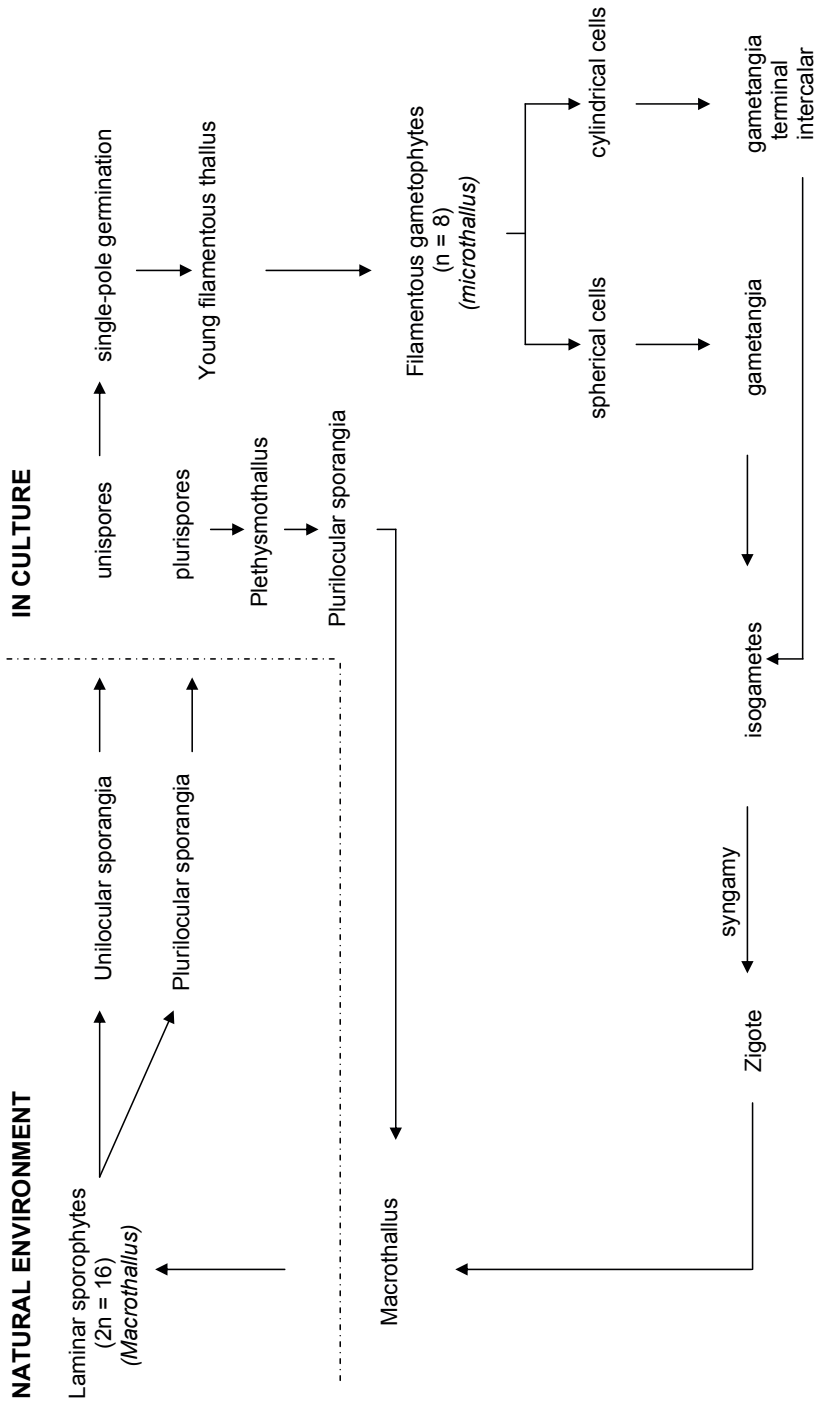 NATURAL ENVIRONMENT
IN CULTURE
Laminar sporophytes
(2n = 16)
(Macrothallus)
Unilocular sporangia
Plurilocular sporangia
unispores
single-pole germination
plurispores
Young filamentous thallus
Plethysmothallus
Plurilocular sporangia
Macrothallus
Filamentous gametophytes
(n = 8)
(microthallus)
spherical cells
cylindrical cells
Zigote
syngamy
isogametes
gametangia
gametangia
terminal
intercalar